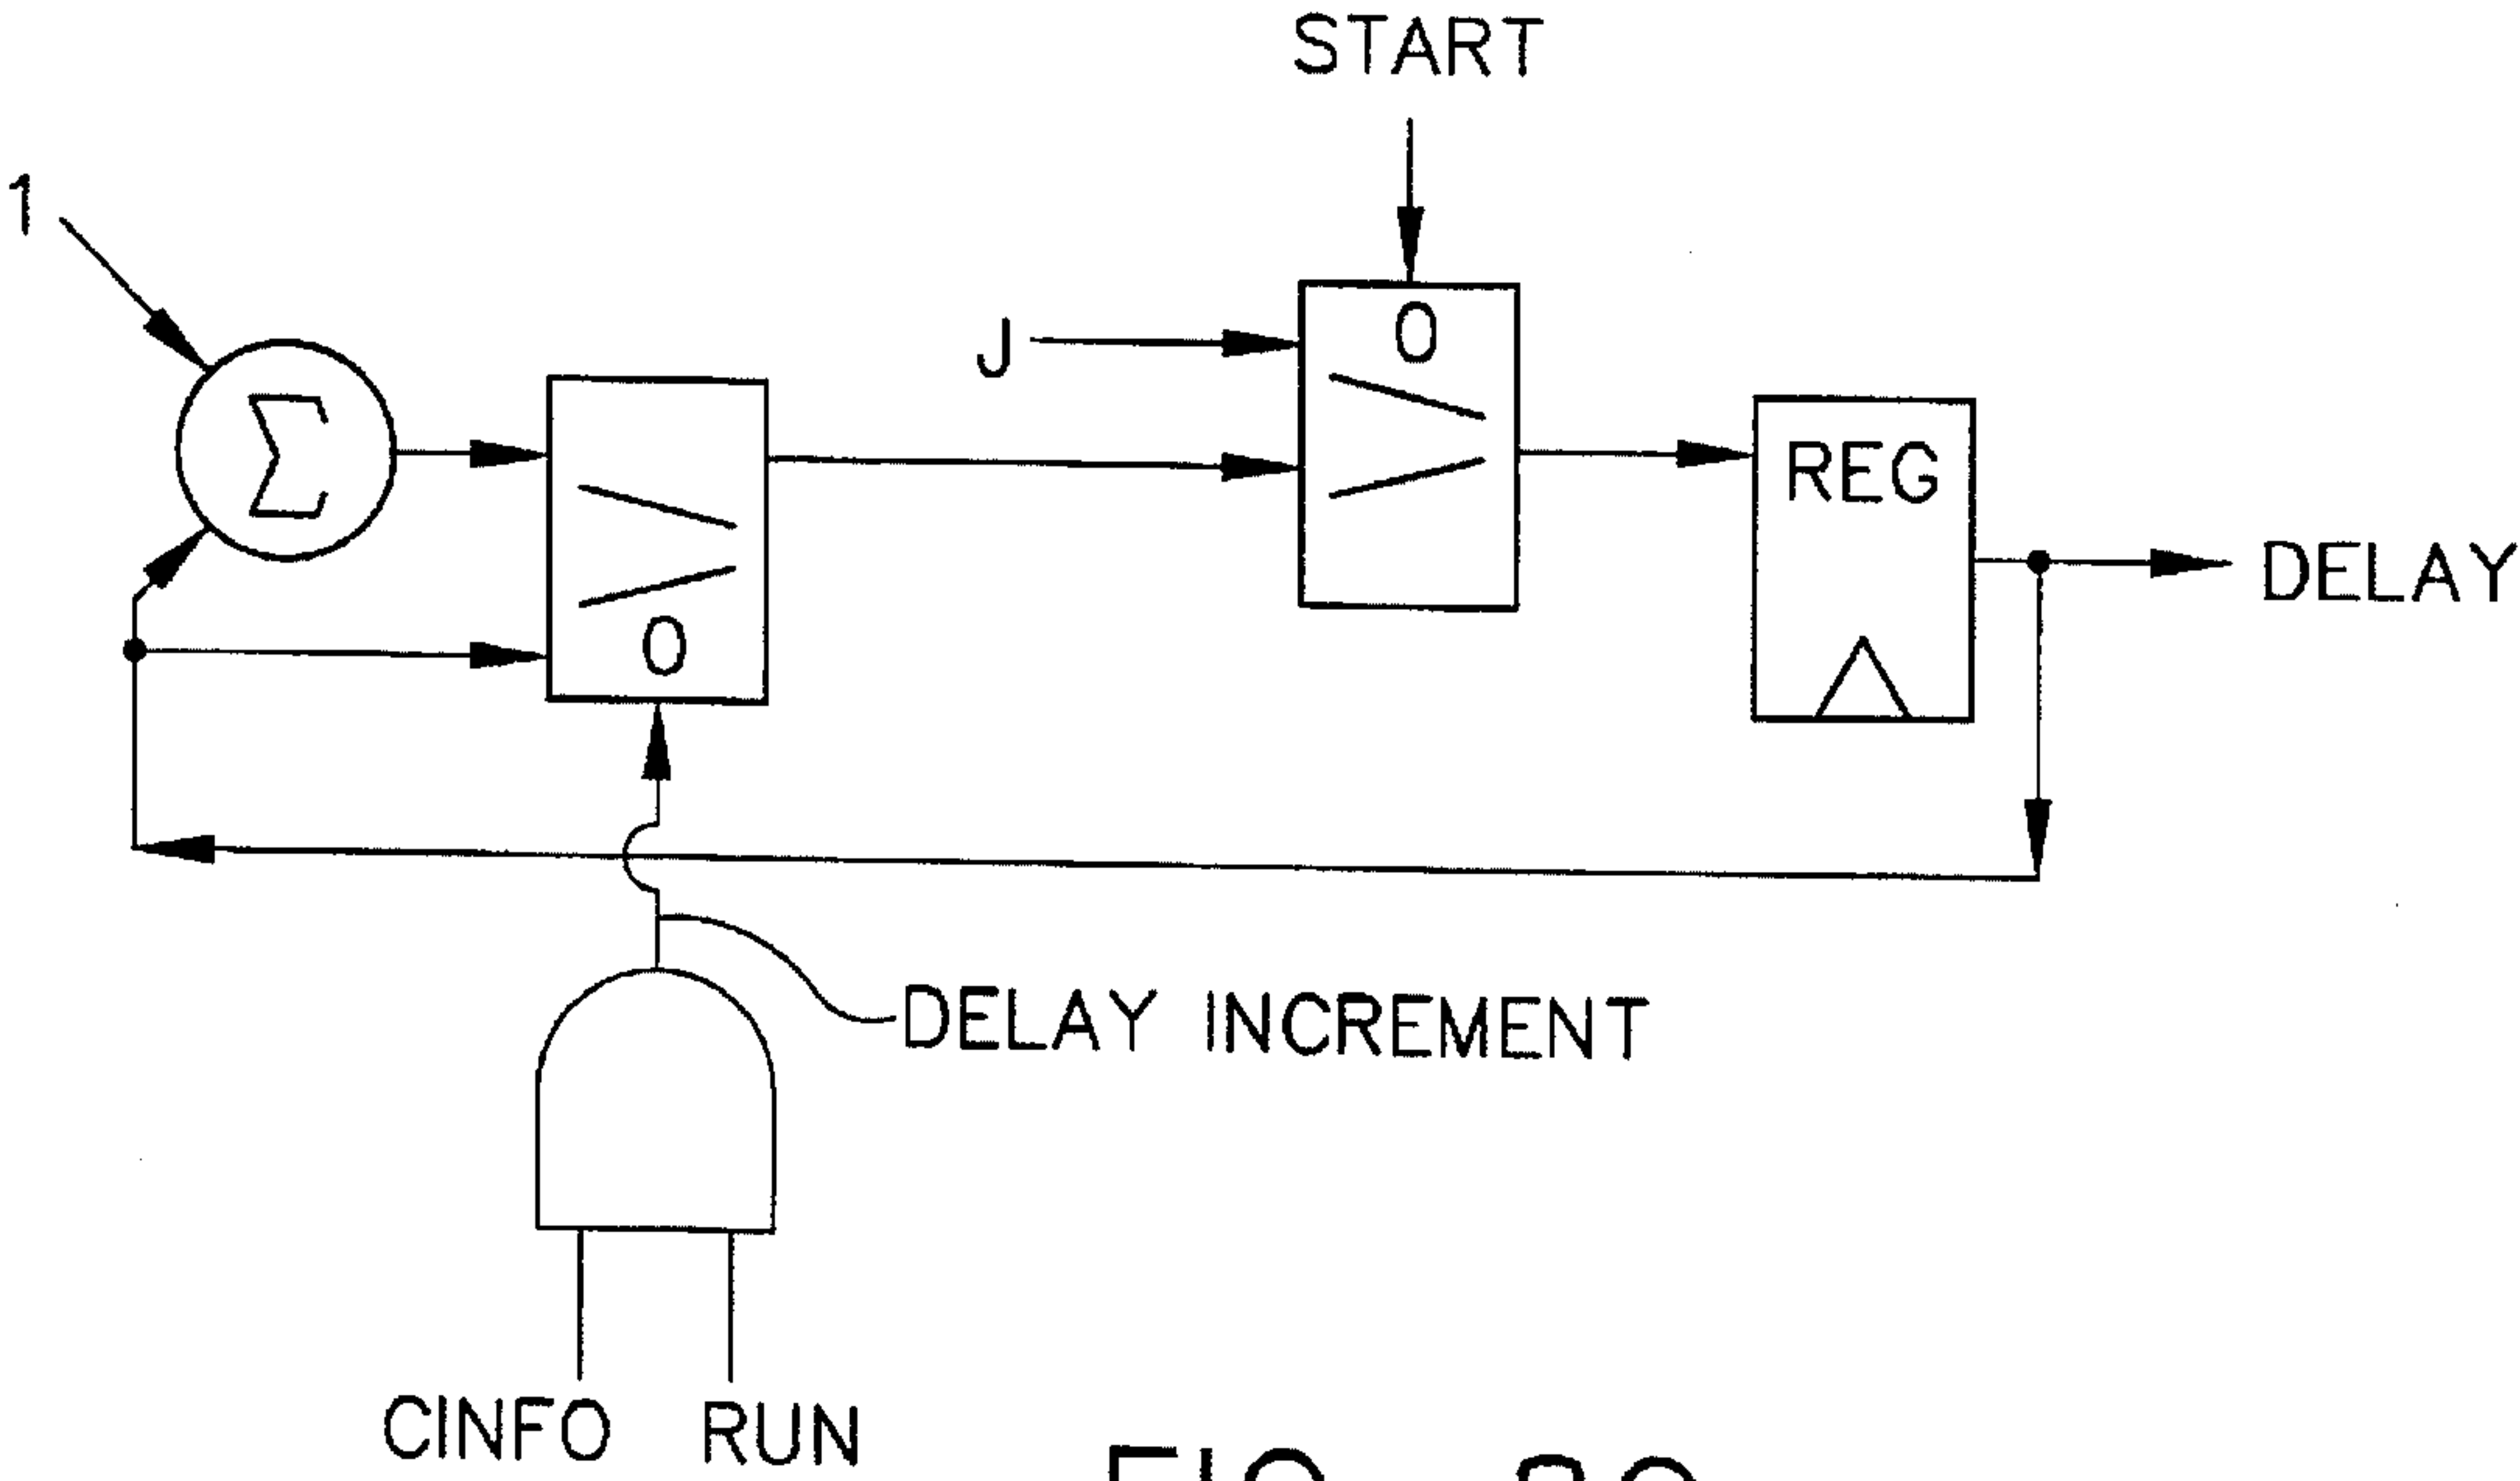 START
1
J
0
Σ
REG
DELAY
0
DELAY INCREMENT
CINFO RUN